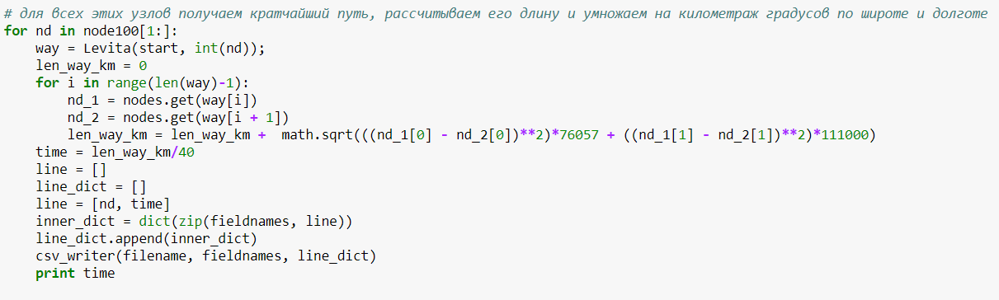 # для всех этих узлов получаем кратчайший путь, рассчитываем его длину и умножаем на километраж градусов по широте и долготе
for nd in node100[1:]:
    way = Levita(start, int(nd));
    len_way_km = 0
    for i in range(len(way)-1):
        nd_1 = nodes.get(way[i])
        nd_2 = nodes.get(way[i + 1])
        len_way_km = len_way_km +  math.sqrt(((nd_1[0] - nd_2[0])**2)*76057 + ((nd_1[1] - nd_2[1])**2)*111000)
    time = len_way_km/40
    line = []
    line_dict = []
    line = [nd, time]
    inner_dict = dict(zip(fieldnames, line))
    line_dict.append(inner_dict)
    csv_writer(filename, fieldnames, line_dict)
    print time